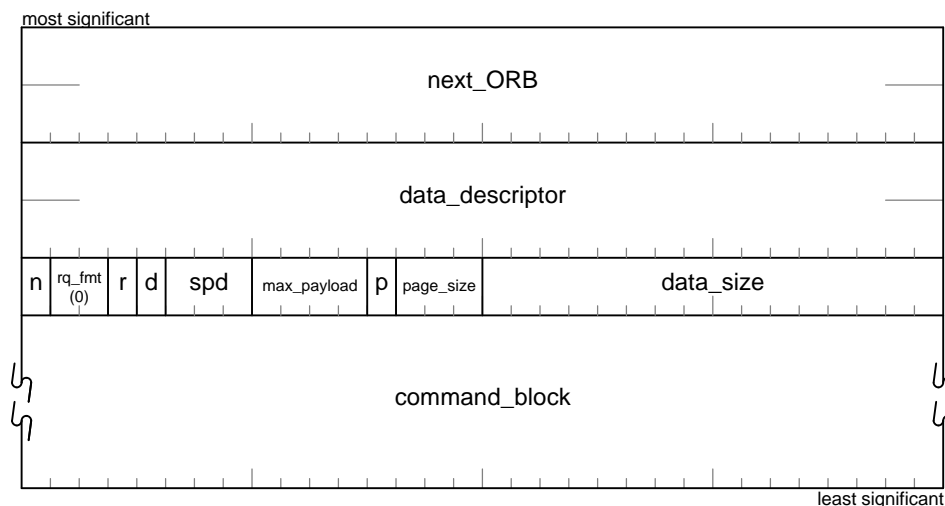 most significant
next_ORB
data_descriptor
n rq_fmt (0) r d spd max_payload p page_size data_size
command_block
least significant